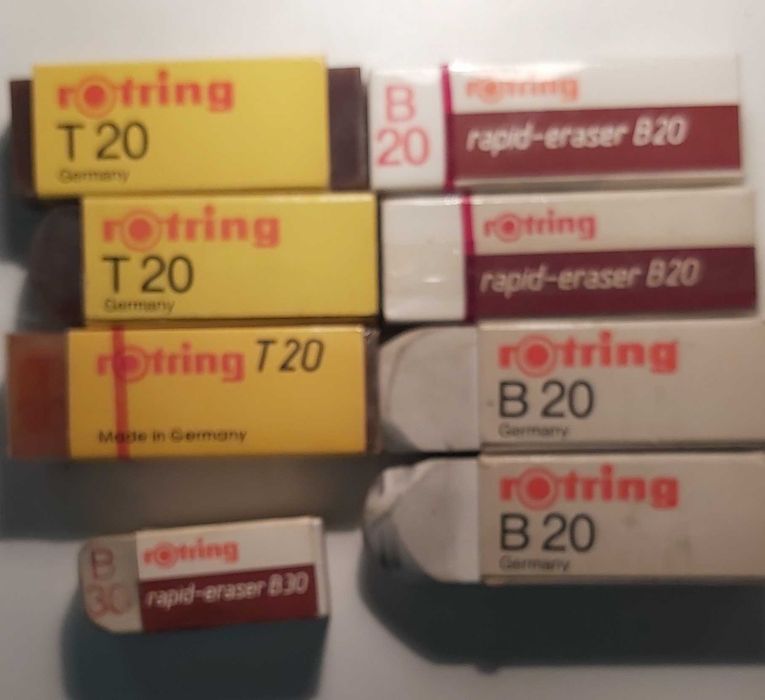 rotring
T 20
Germany
rotring
T 20
Germany
rotring T 20
Made in Germany
B
30
rotring
rapid-eraser B30
B
20
rotring
rapid-eraser B20
rotring
rapid-eraser B20
rotring
B 20
Germany
rotring
B 20
Germany